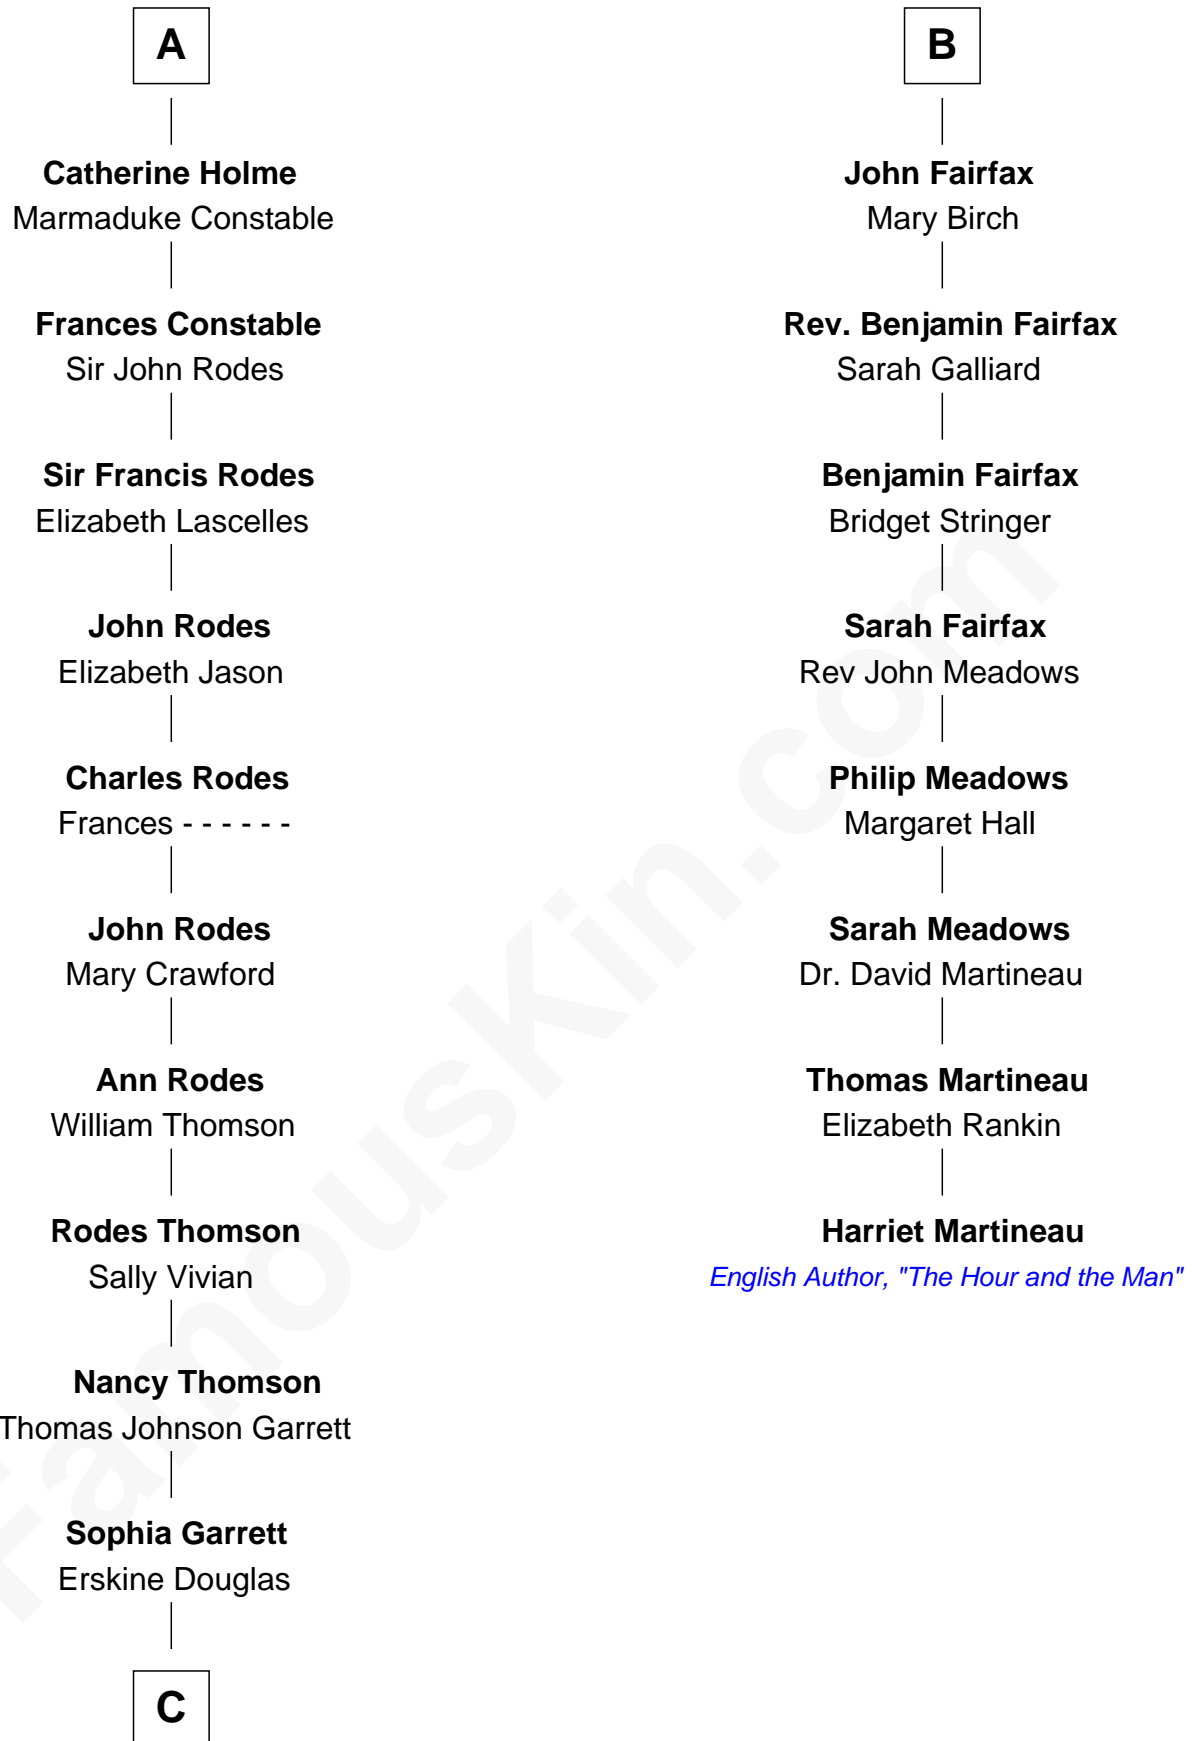 A
Catherine Holme
Marmaduke Constable
Frances Constable
Sir John Rodes
Sir Francis Rodes
Elizabeth Lascelles
John Rodes
Elizabeth Jason
Charles Rodes
Frances - - - - - -
John Rodes
Mary Crawford
Ann Rodes
William Thomson
Rodes Thomson
Sally Vivian
Nancy Thomson
Thomas Johnson Garrett
Sophia Garrett
Erskine Douglas
C
B
John Fairfax
Mary Birch
Rev. Benjamin Fairfax
Sarah Galliard
Benjamin Fairfax
Bridget Stringer
Sarah Fairfax
Rev John Meadows
Philip Meadows
Margaret Hall
Sarah Meadows
Dr. David Martineau
Thomas Martineau
Elizabeth Rankin
Harriet Martineau
English Author, "The Hour and the Man"
FamousKin.com